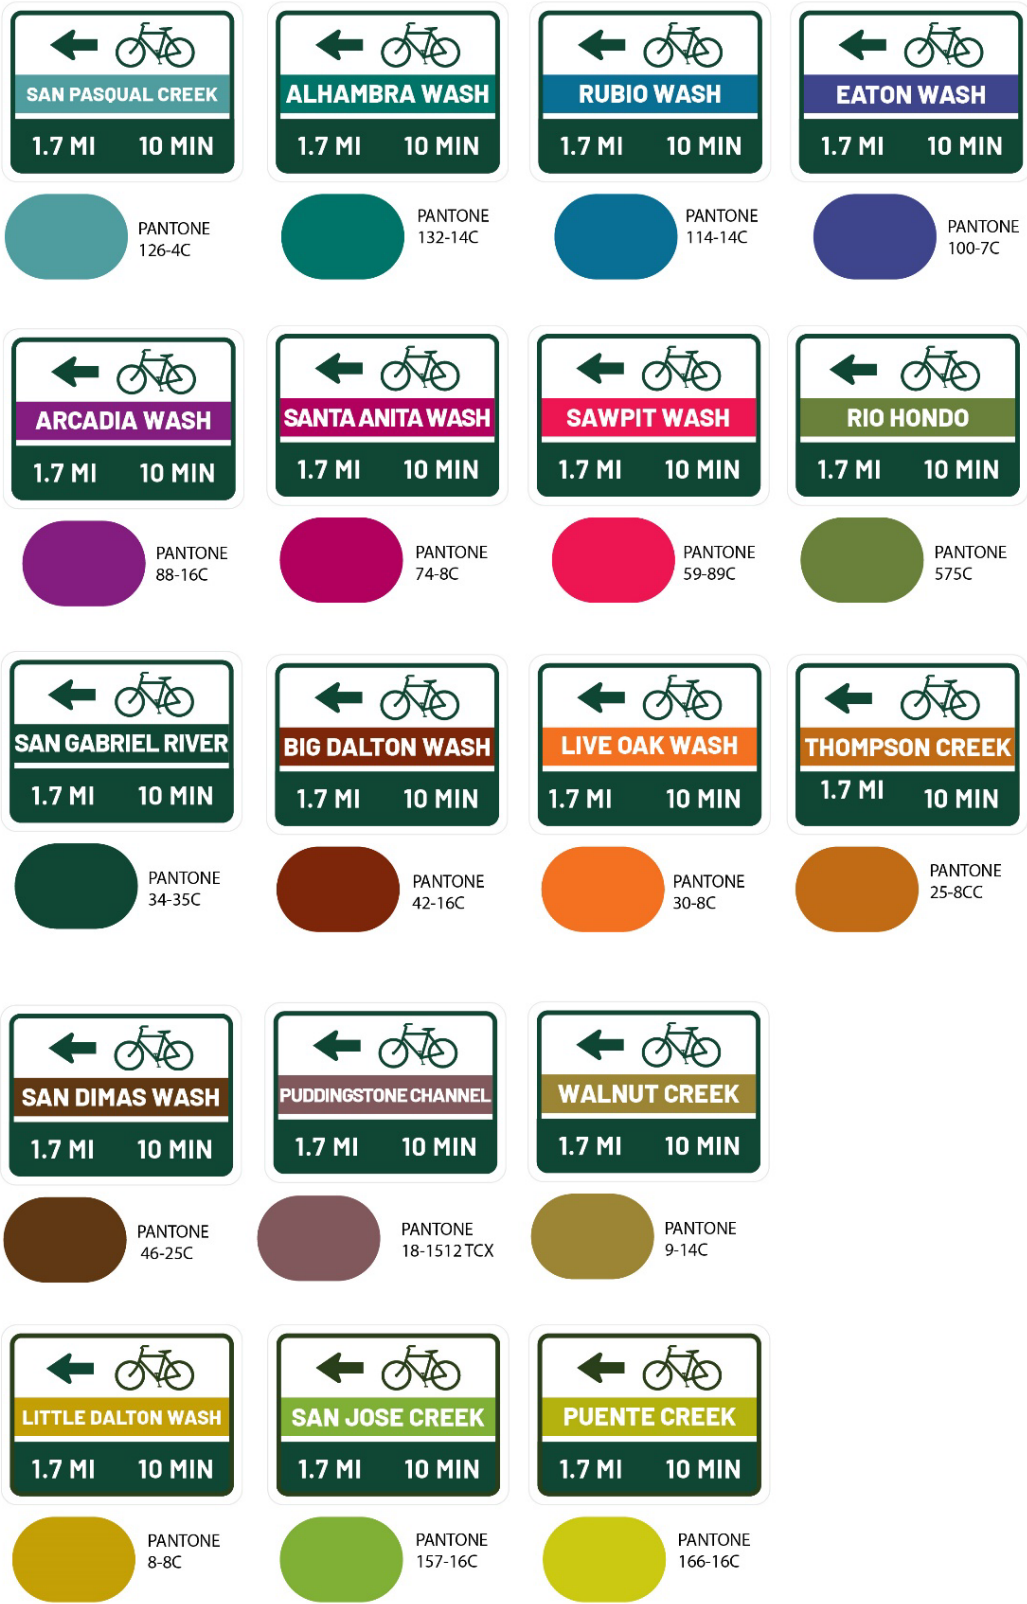 SAN PASQUAL CREEK
1.7 MI 10 MIN
PANTONE
126-4C
ALHAMBRA WASH
1.7 MI 10 MIN
PANTONE
132-14C
RUBIO WASH
1.7 MI 10 MIN
PANTONE
114-14C
EATON WASH
1.7 MI 10 MIN
PANTONE
100-7C
ARCADIA WASH
1.7 MI 10 MIN
PANTONE
88-16C
SANTA ANITA WASH
1.7 MI 10 MIN
PANTONE
74-8C
SAWPIT WASH
1.7 MI 10 MIN
PANTONE
59-89C
RIO HONDO
1.7 MI 10 MIN
PANTONE
575C
SAN GABRIEL RIVER
1.7 MI 10 MIN
PANTONE
34-35C
BIG DALTON WASH
1.7 MI 10 MIN
PANTONE
42-16C
LIVE OAK WASH
1.7 MI 10 MIN
PANTONE
30-8C
THOMPSON CREEK
1.7 MI 10 MIN
PANTONE
25-8CC
SAN DIMAS WASH
1.7 MI 10 MIN
PANTONE
46-25C
PUDDINGSTONE CHANNEL
1.7 MI 10 MIN
PANTONE
18-1512 TCX
WALNUT CREEK
1.7 MI 10 MIN
PANTONE
9-14C
LITTLE DALTON WASH
1.7 MI 10 MIN
PANTONE
8-8C
SAN JOSE CREEK
1.7 MI 10 MIN
PANTONE
157-16C
PUENTE CREEK
1.7 MI 10 MIN
PANTONE
166-16C